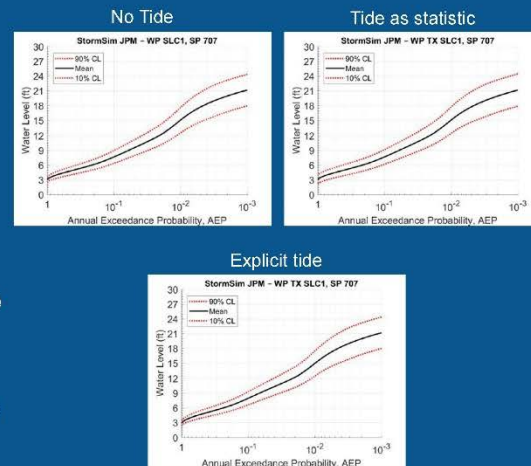 No Tide
StormSim JPM – WP SLC1, SP 707
30
27
24
21
18
15
12
9
6
3
0
Water Level (ft)
90% CL
Mean
10% CL
1
10-1
10-2
10-3
Annual Exceedance Probability, AEP
Tide as statistic
StormSim JPM – WP TX SLC1, SP 707
30
27
24
21
18
15
12
9
6
3
0
Water Level (ft)
90% CL
Mean
10% CL
1
10-1
10-2
10-3
Annual Exceedance Probability, AEP
Explicit tide
StormSim JPM – WP TX SLC1, SP 707
30
27
24
21
18
15
12
9
6
3
0
Water Level (ft)
90% CL
Mean
10% CL
1
10-1
10-2
10-3
Annual Exceedance Probability, AEP